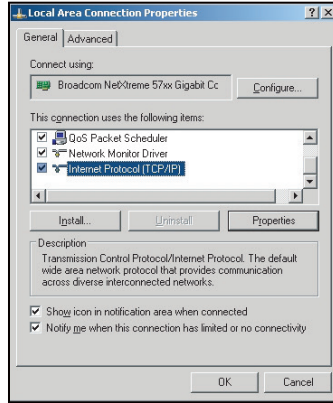 Local Area Connection Properties
General Advanced
Connect using:
Broadcom NetXtreme 57xx Gigabit Cc
Configure...
This connection uses the following items:
QoS Packet Scheduler
Network Monitor Driver
Internet Protocol (TCP/IP)
Install... Uninstall Properties
Description
Transmission Control Protocol/Internet Protocol. The default
wide area network protocol that provides communication
across diverse interconnected networks.
Show icon in notification area when connected
Notify me when this connection has limited or no connectivity
OK Cancel